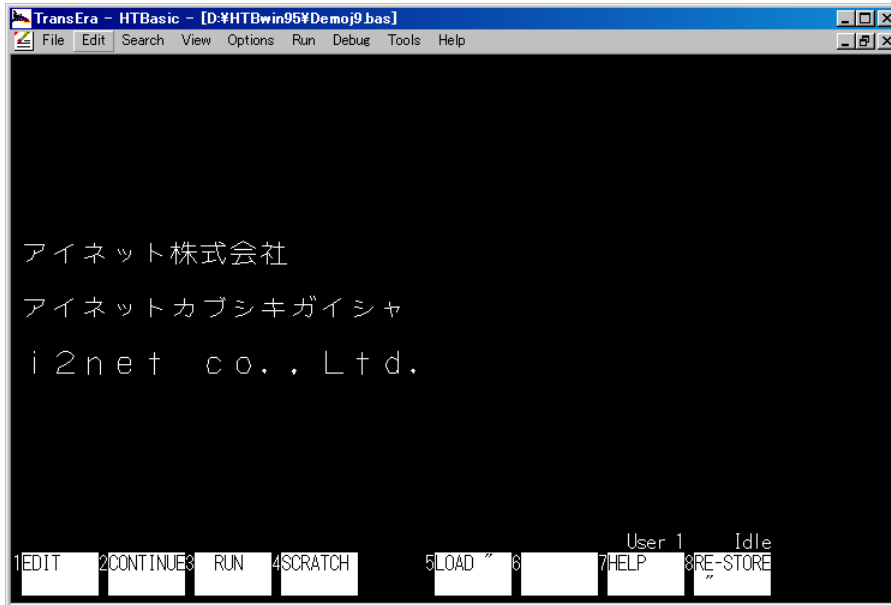 TransEra - HTBasic - [D:¥HTBwin95¥Demoj9.bas]
File Edit Search View Options Run Debug Tools Help
アイネット株式会社
アイネットカブシキガイシャ
ｉ２ｎｅｔ　ｃｏ．．Ｌｔｄ．
User 1 Idle
1EDIT 2CONTINUE3 RUN 4SCRATCH 5LOAD " 6 7HELP 8RE-STORE
"